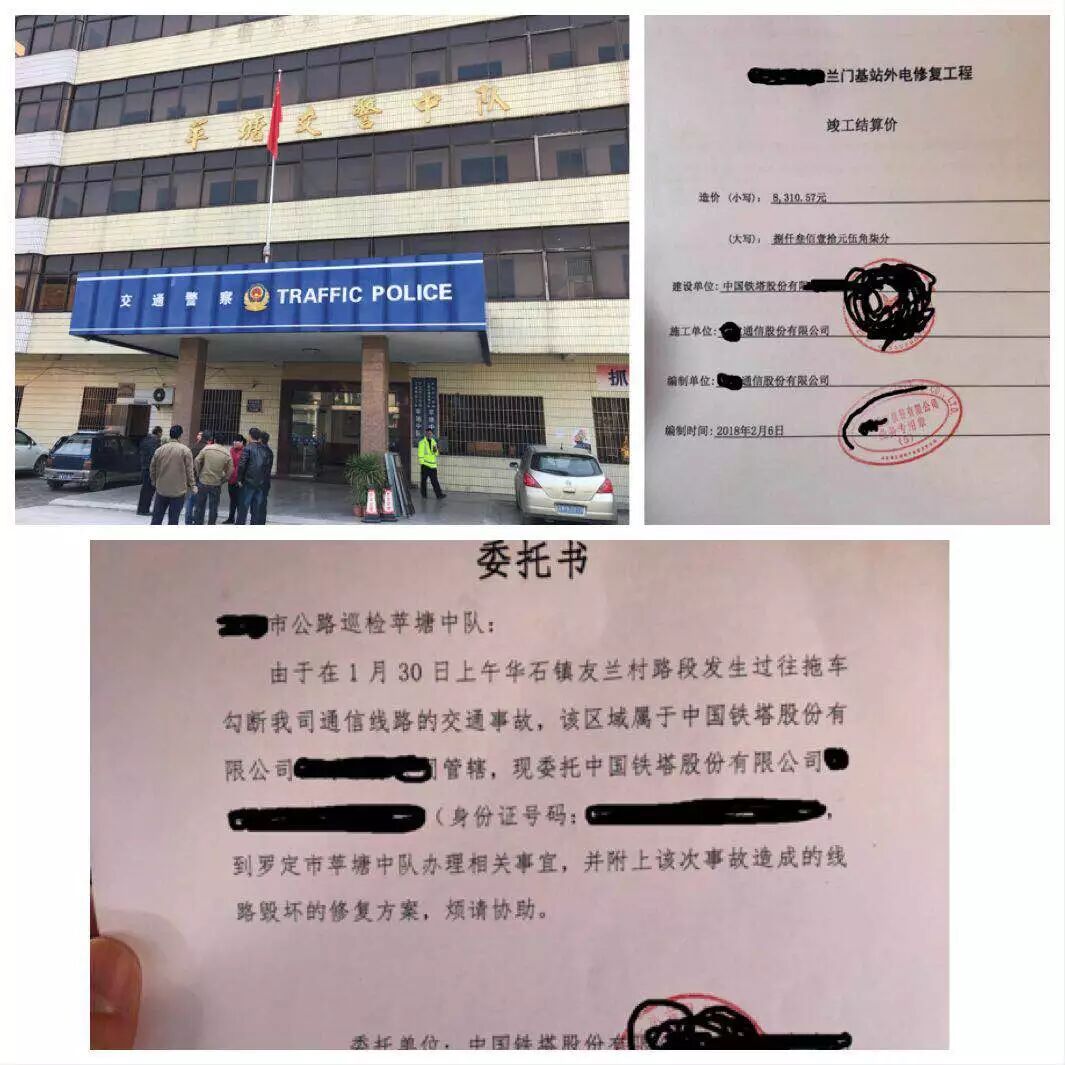 苹塘交警中队
交通警察 TRAFFIC POLICE
抓
兰门基站外电修复工程
竣工结算价
造价 (小写): 8,310.57元
(大写): 捌仟叁佰壹拾元伍角柒分
建设单位: 中国铁塔股份有限
施工单位: 通信股份有限公司
编制单位: 通信股份有限公司
编制时间: 2018年2月6日
有限公司
专用章
(5)
委托书
市公路巡检苹塘中队:
由于在1月30日上午华石镇友兰村路段发生过往拖车
勾断我司通信线路的交通事故,该区域属于中国铁塔股份有
限公司 管辖,现委托中国铁塔股份有限公司
(身份证号码: ,
到罗定市苹塘中队办理相关事宜,并附上该次事故造成的线
路毁坏的修复方案,烦请协助。
委托单位: 中国铁塔股份有限